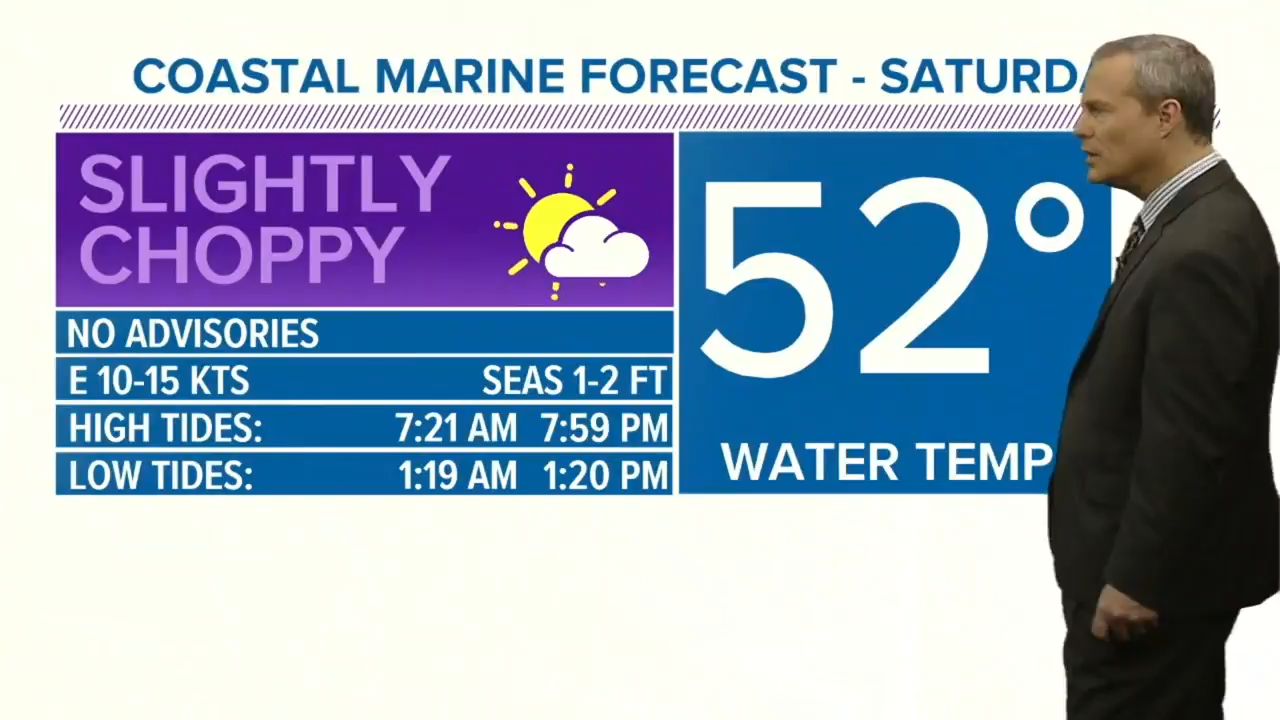 COASTAL MARINE FORECAST - SATURD
SLIGHTLY
CHOPPY
52°
NO ADVISORIES
E 10-15 KTS SEAS 1-2 FT
HIGH TIDES: 7:21 AM 7:59 PM
LOW TIDES: 1:19 AM 1:20 PM
WATER TEMP